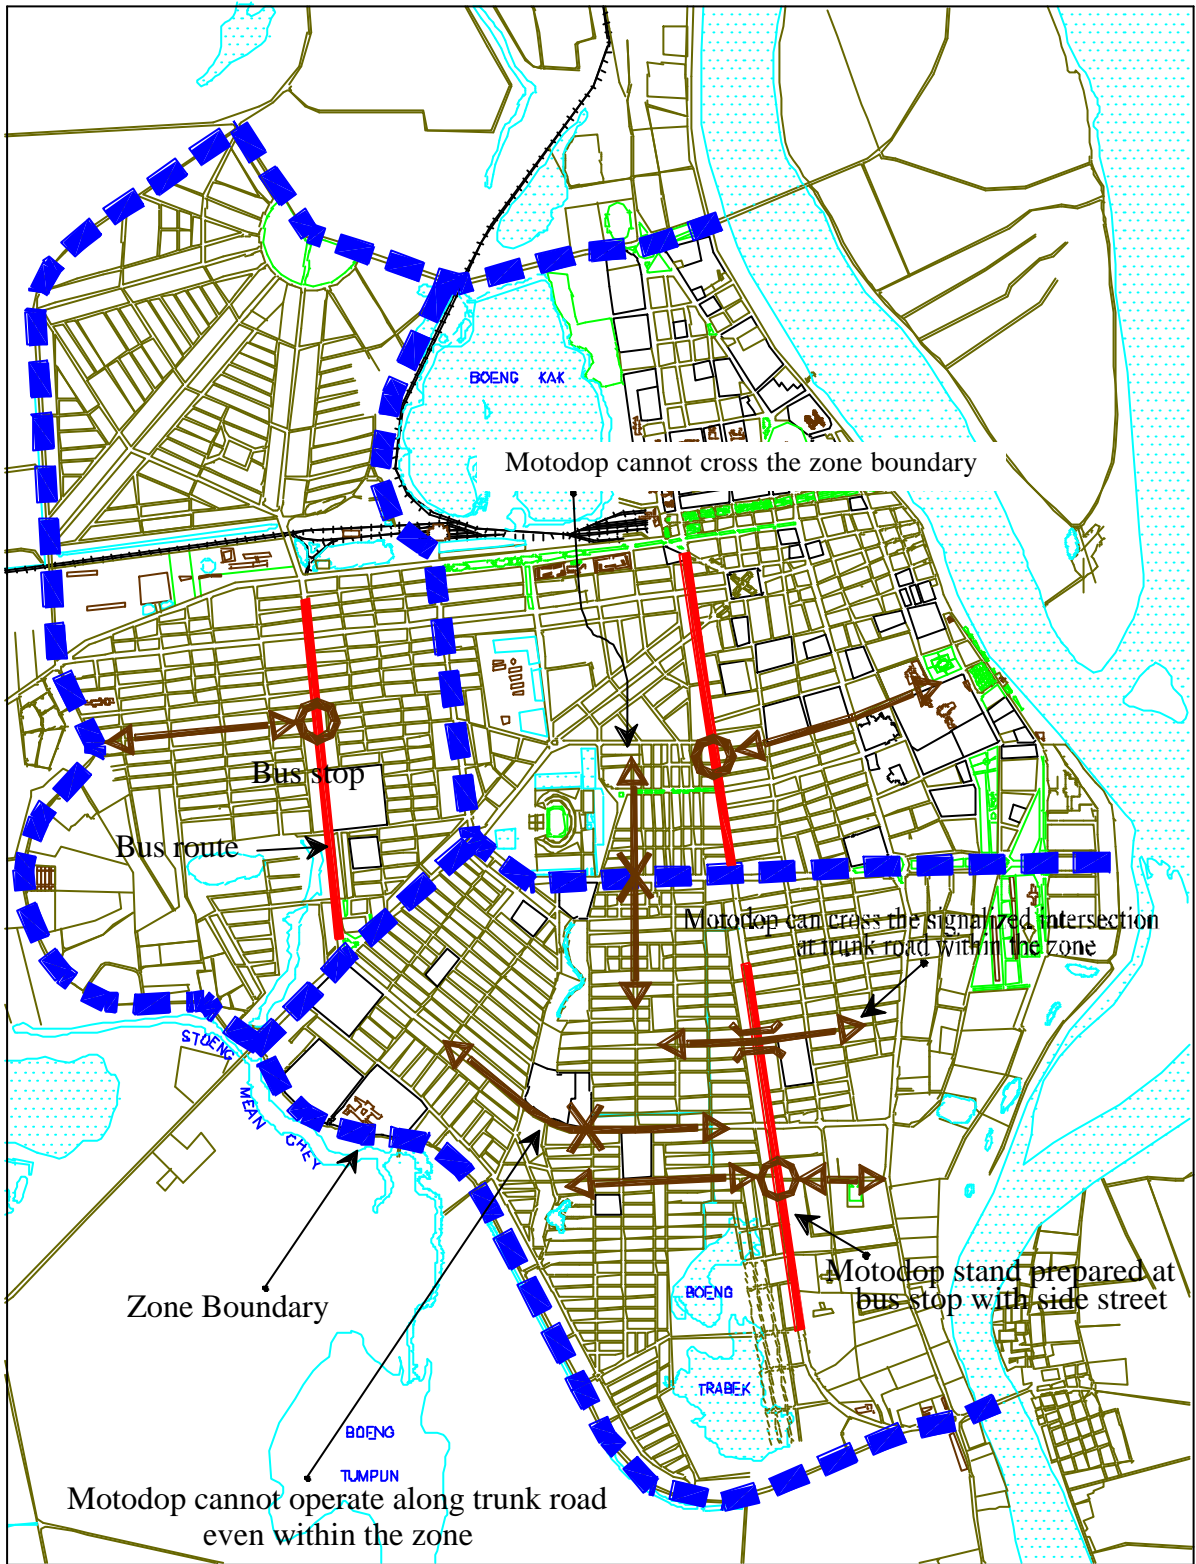 BOENG KAK
Motodop cannot cross the zone boundary
Bus stop
Bus route
Motodop can cross the signalized intersection
at trunk road within the zone
STOENG
MEAN
CHEY
Zone Boundary
Motodop stand prepared at
bus stop with side street
BOENG
TRABEK
BOENG
TUMPUN
Motodop cannot operate along trunk road
even within the zone